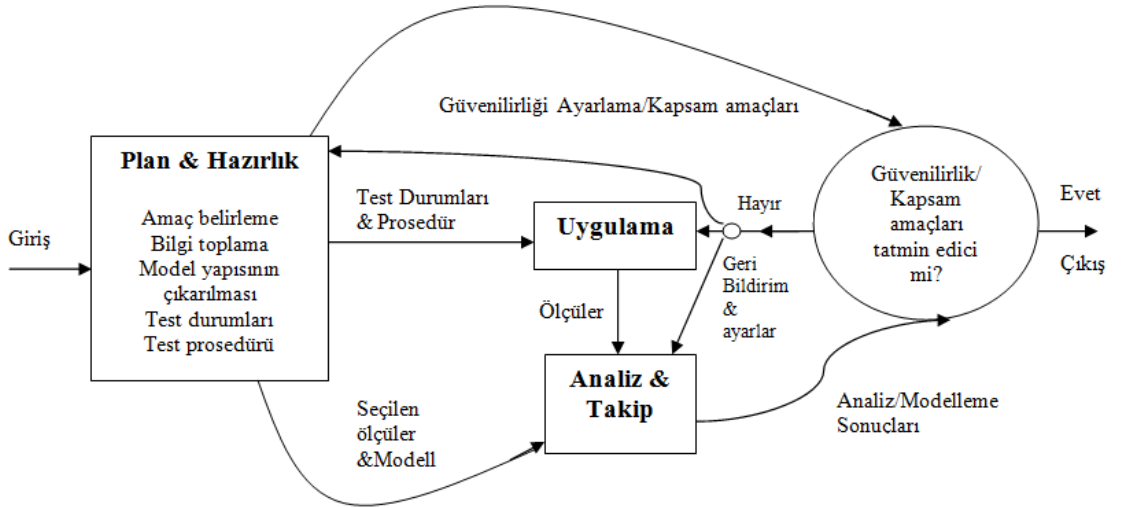 Güvenilirliği Ayarlama/Kapsam amaçları
Plan & Hazırlık
Amaç belirleme
Bilgi toplama
Model yapısının
çıkarılması
Test durumları
Test prosedürü
Giriş
Test Durumları
& Prosedür
Uygulama
Hayır
Geri
Bildirim
&
ayarlar
Güvenilirlik/
Kapsam
amaçları
tatmin edici
mi?
Evet
Çıkış
Ölçüler
Analiz &
Takip
Seçilen
ölçüler
&Modell
Analiz/Modelleme
Sonuçları